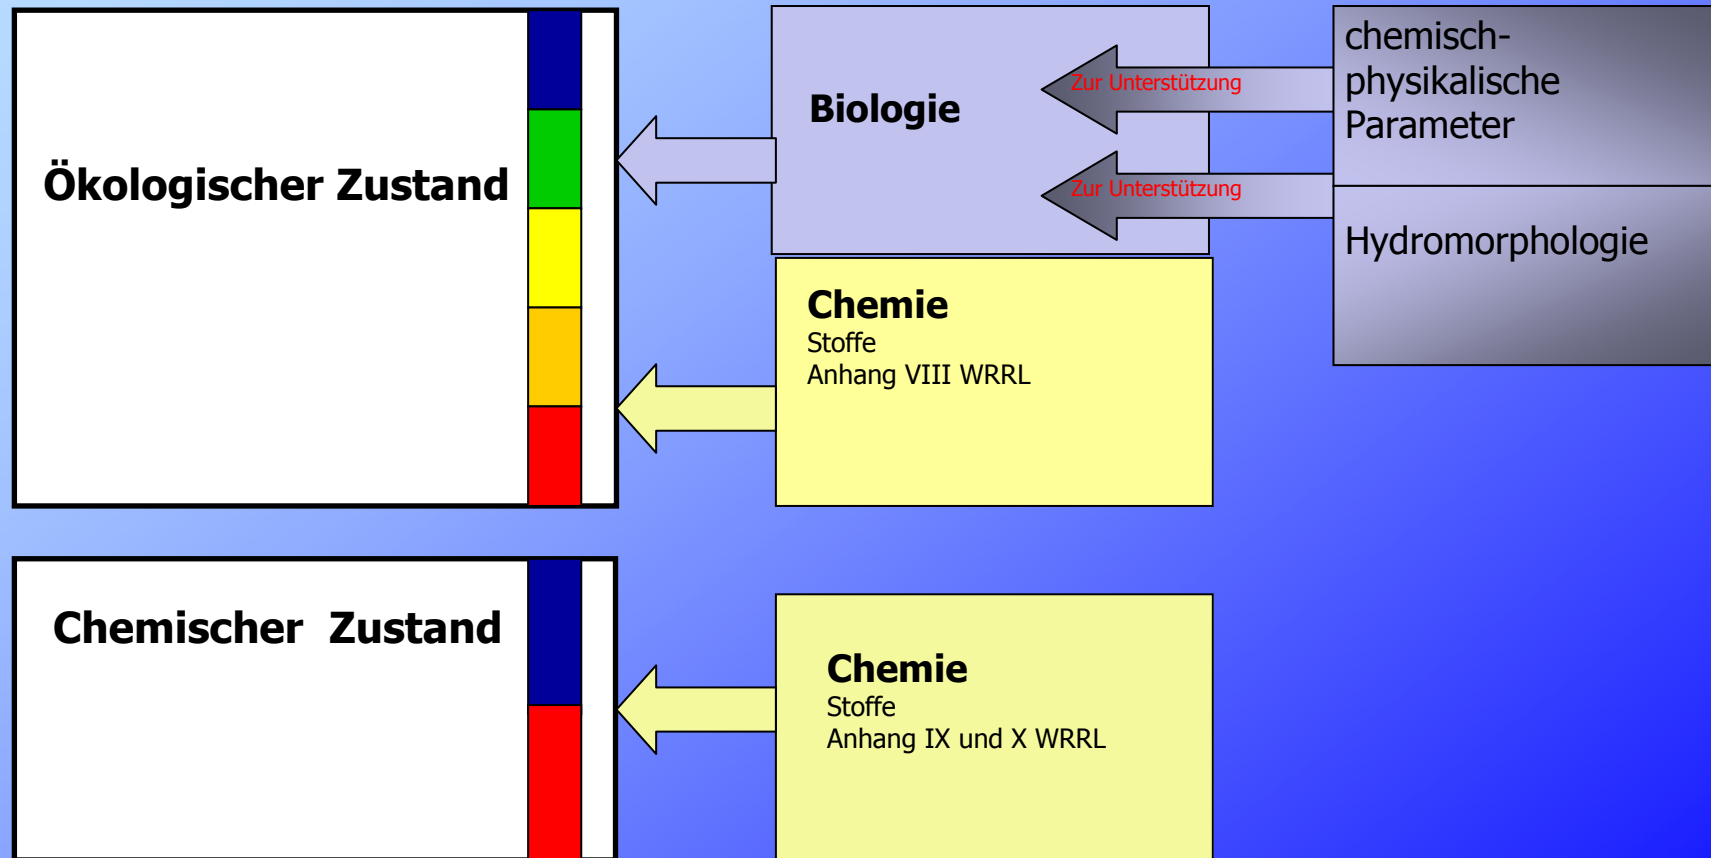 Ökologischer Zustand
Biologie
Zur Unterstützung
Zur Unterstützung
chemisch-
physikalische
Parameter
Hydromorphologie
Chemie
Stoffe
Anhang VIII WRRL
Chemischer Zustand
Chemie
Stoffe
Anhang IX und X WRRL